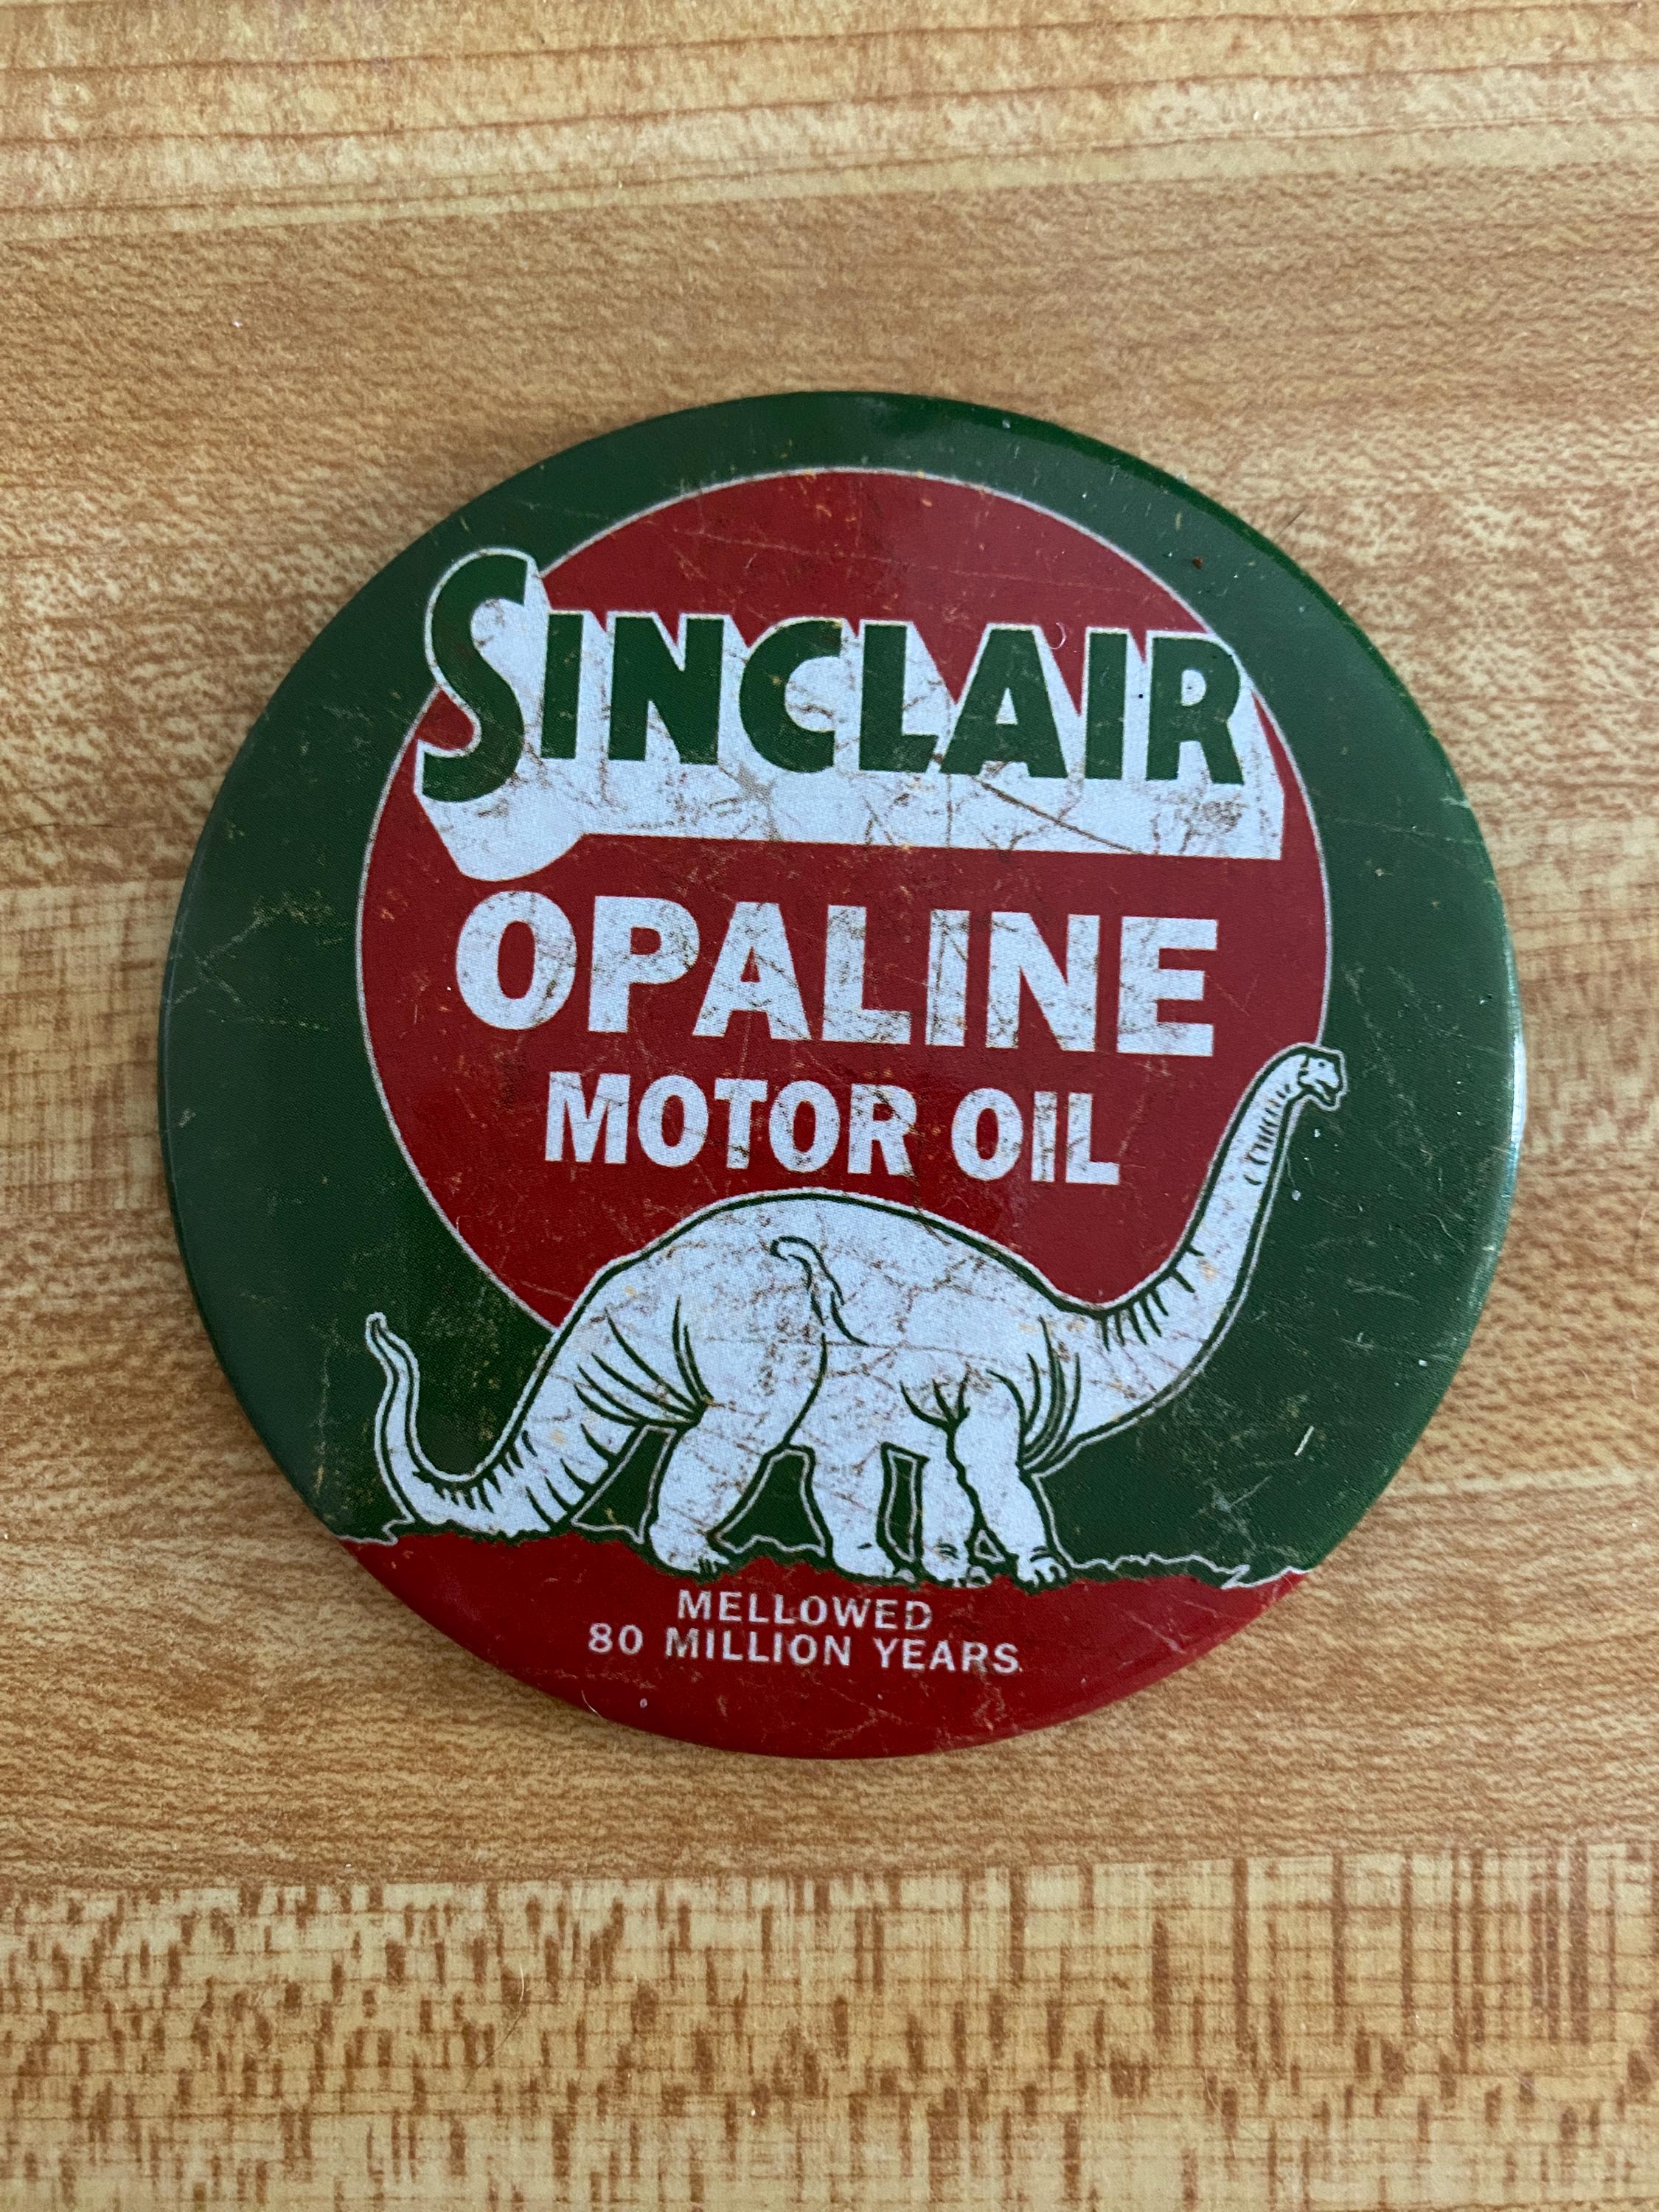 SINCLAIR
OPALINE
MOTOR OIL
MELLOWED
80 MILLION YEARS